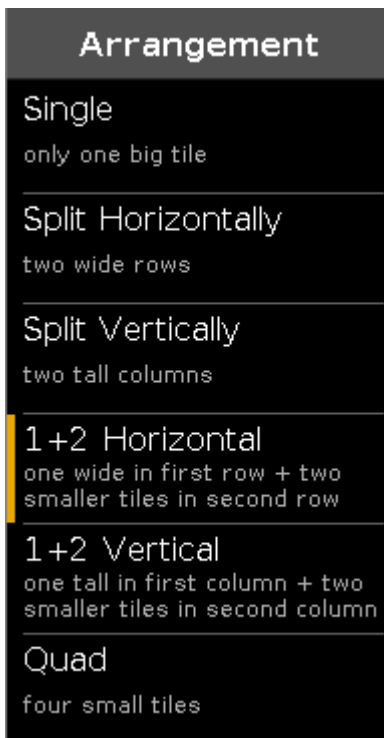 Arrangement
Single
only one big tile
Split Horizontally
two wide rows
Split Vertically
two tall columns
1+2 Horizontal
one wide in first row + two
smaller tiles in second row
1+2 Vertical
one tall in first column + two
smaller tiles in second column
Quad
four small tiles